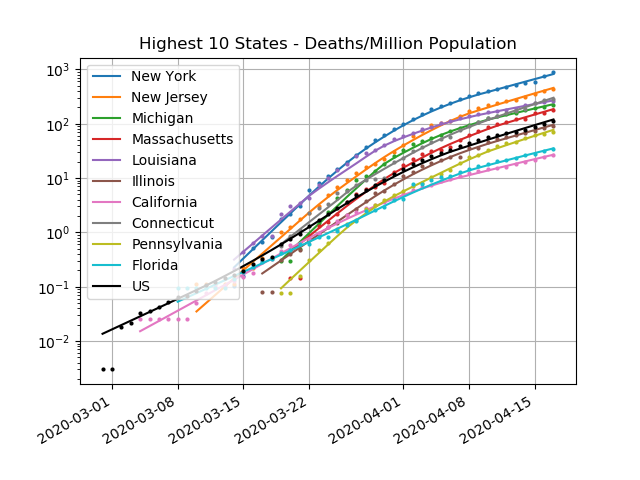 Highest 10 States - Deaths/Million Population
10³
10²
10¹
10⁰
10⁻¹
10⁻²
New York
New Jersey
Michigan
Massachusetts
Louisiana
Illinois
California
Connecticut
Pennsylvania
Florida
US
2020-03-01
2020-03-08
2020-03-15
2020-03-22
2020-04-01
2020-04-08
2020-04-15